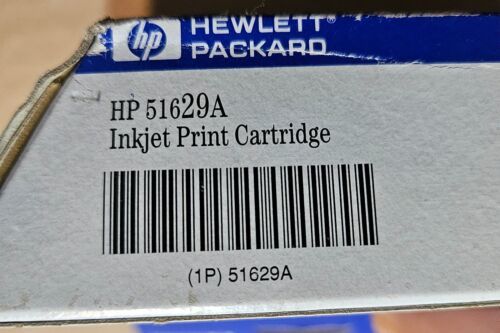 hp HEWLETT®
PACKARD
HP 51629A
Inkjet Print Cartridge
(1P) 51629A